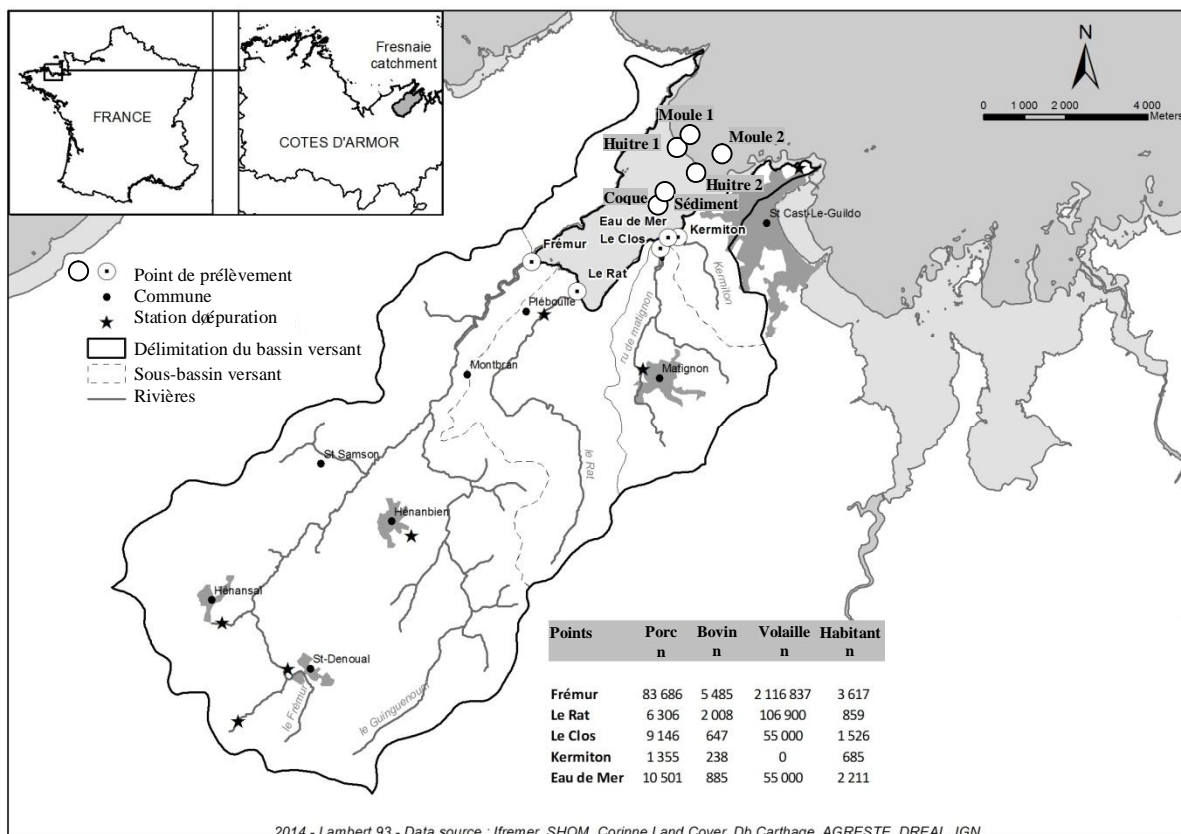 Fresnaie
catchment
FRANCE
COTES D'ARMOR
N
0 1 000 2 000 4 000
Meters
Moule 1
Huitre 1
Moule 2
Huitre 2
Coque
Sédiment
St Cast-Le-Guildo
Eau de Mer
Le Clos
Kermiton
Frémur
Le Rat
Kermiton
Pléboulle
ru de matignon
Montbran
Matignon
le Rat
St Samson
Hénanbien
Hénansal
St-Denoual
le Frémur
le Guinguenoum
Point de prélèvement
Commune
Station døépuration
Délimitation du bassin versant
Sous-bassin versant
Rivières
Points Porc Bovin Volaille Habitant
n n n n
Frémur 83 686 5 485 2 116 837 3 617
Le Rat 6 306 2 008 106 900 859
Le Clos 9 146 647 55 000 1 526
Kermiton 1 355 238 0 685
Eau de Mer 10 501 885 55 000 2 211
2014 - Lambert 93 - Data source : Ifremer, SHOM, Corinne Land Cover, Db Carthage, AGRESTE, DREAL, IGN